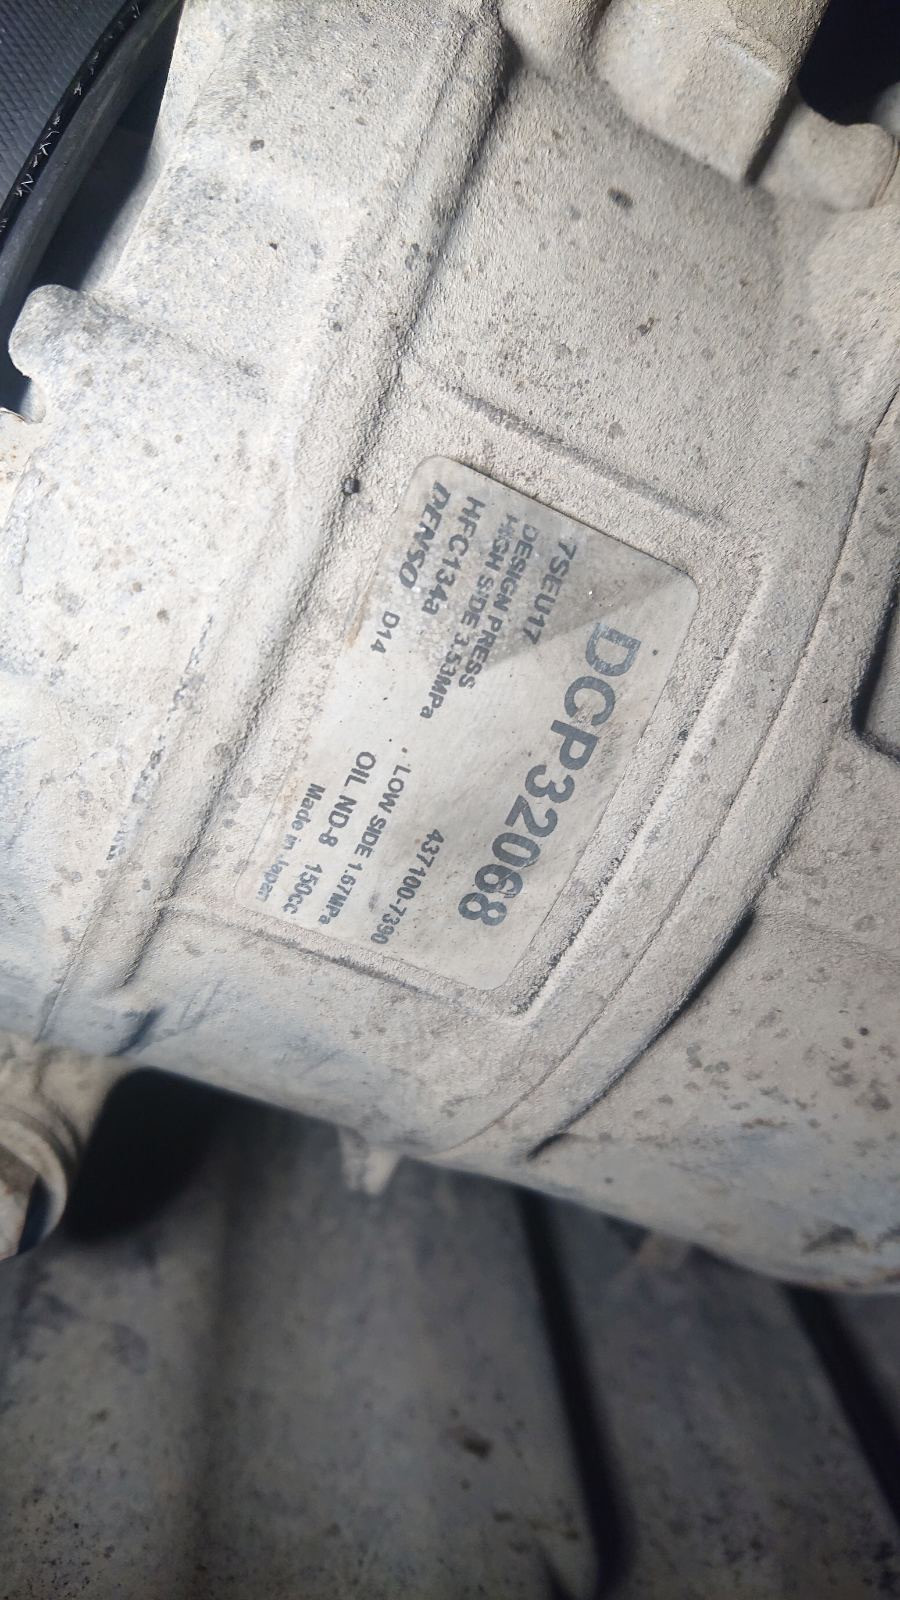 DCP32068
7SEU17 437100-7390
DESIGN PRESS
HIGH SIDE 3.53MPa LOW SIDE 1.67MPa
HFC134a OIL ND-8 150cc
DENSO D14 Made in Japan